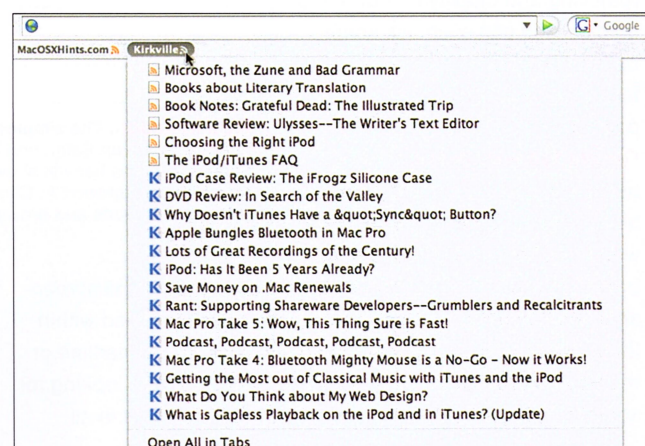 Google
MacOSXHints.com Kirkville
Microsoft, the Zune and Bad Grammar
Books about Literary Translation
Book Notes: Grateful Dead: The Illustrated Trip
Software Review: Ulysses--The Writer's Text Editor
Choosing the Right iPod
The iPod/iTunes FAQ
K iPod Case Review: The iFrogz Silicone Case
K DVD Review: In Search of the Valley
K Why Doesn't iTunes Have a &quot;Sync&quot; Button?
K Apple Bungles Bluetooth in Mac Pro
K Lots of Great Recordings of the Century!
K iPod: Has It Been 5 Years Already?
K Save Money on .Mac Renewals
K Rant: Supporting Shareware Developers--Grumblers and Recalcitrants
K Mac Pro Take 5: Wow, This Thing Sure is Fast!
K Podcast, Podcast, Podcast, Podcast, Podcast
K Mac Pro Take 4: Bluetooth Mighty Mouse is a No-Go - Now it Works!
K Getting the Most out of Classical Music with iTunes and the iPod
K What Do You Think about My Web Design?
K What is Gapless Playback on the iPod and in iTunes? (Update)
Open All in Tabs